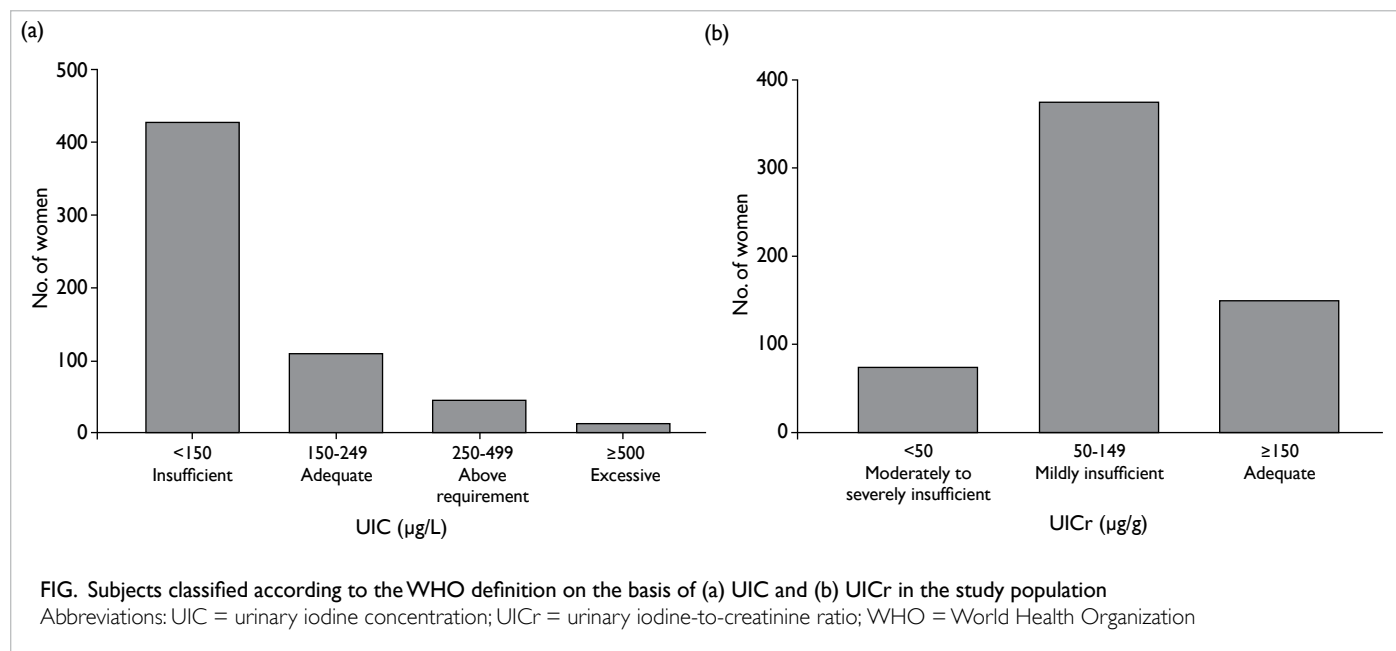 (a)
500
400
300
200
100
0
No. of women
<150
Insufficient
150-249
Adequate
250-499
Above
requirement
≥500
Excessive
UIC (µg/L)
(b)
400
300
200
100
0
No. of women
<50
Moderately to
severely insufficient
50-149
Mildly insufficient
≥150
Adequate
UICr (µg/g)
FIG. Subjects classified according to the WHO definition on the basis of (a) UIC and (b) UICr in the study population
Abbreviations: UIC = urinary iodine concentration; UICr = urinary iodine-to-creatinine ratio; WHO = World Health Organization